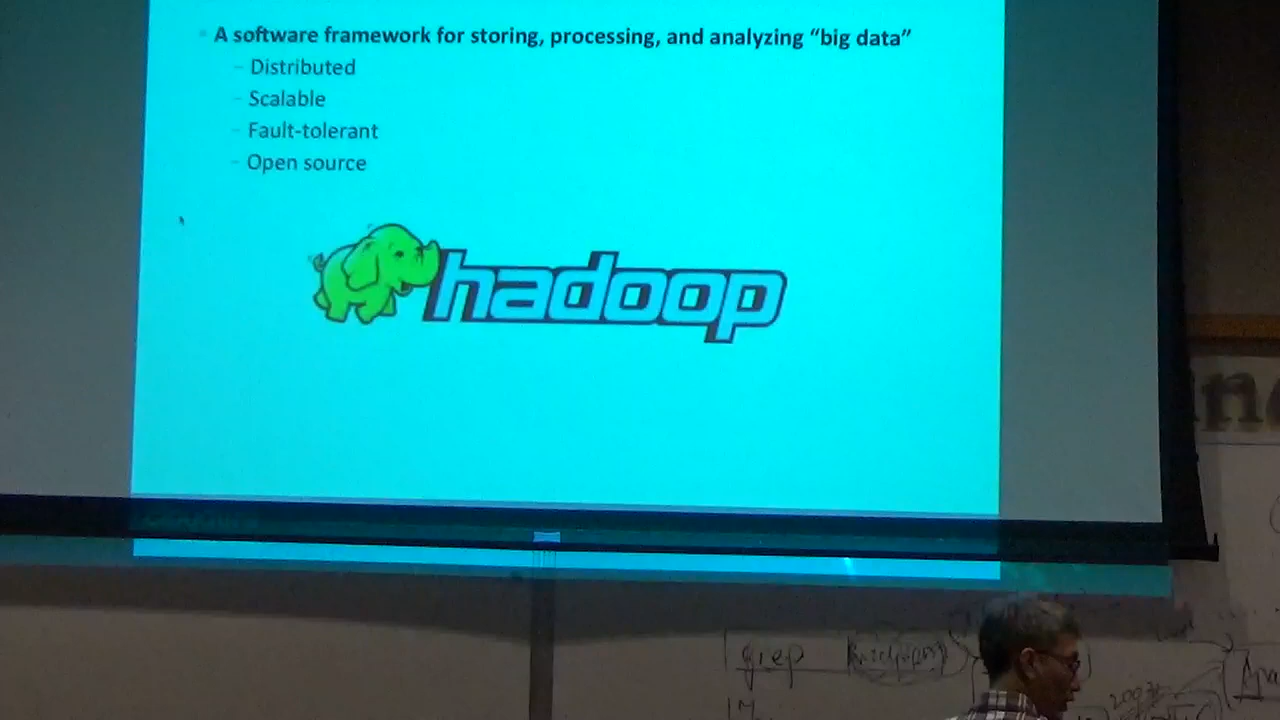 A software framework for storing, processing, and analyzing “big data”
– Distributed
– Scalable
– Fault-tolerant
– Open source
hadoop
grep